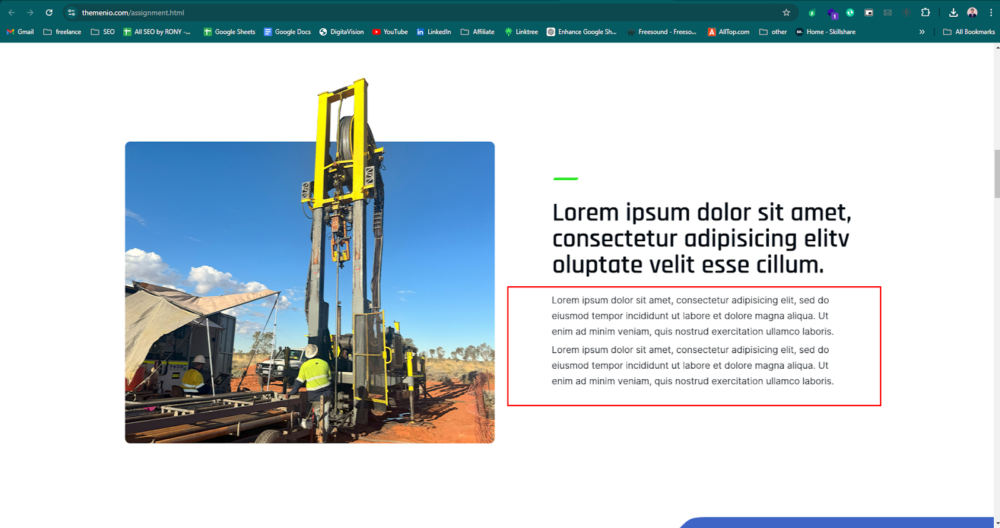 themenio.com/assignment.html
Gmail freelance SEO All SEO by RONY -... Google Sheets Google Docs DigitaVision YouTube LinkedIn Affiliate Linktree Enhance Google Sh... Freesound - Freeso... AllTop.com other Home - Skillshare » All Bookmarks
Lorem ipsum dolor sit amet,
consectetur adipisicing elitv
oluptate velit esse cillum.
Lorem ipsum dolor sit amet, consectetur adipisicing elit, sed do
eiusmod tempor incididunt ut labore et dolore magna aliqua. Ut
enim ad minim veniam, quis nostrud exercitation ullamco laboris.
Lorem ipsum dolor sit amet, consectetur adipisicing elit, sed do
eiusmod tempor incididunt ut labore et dolore magna aliqua. Ut
enim ad minim veniam, quis nostrud exercitation ullamco laboris.